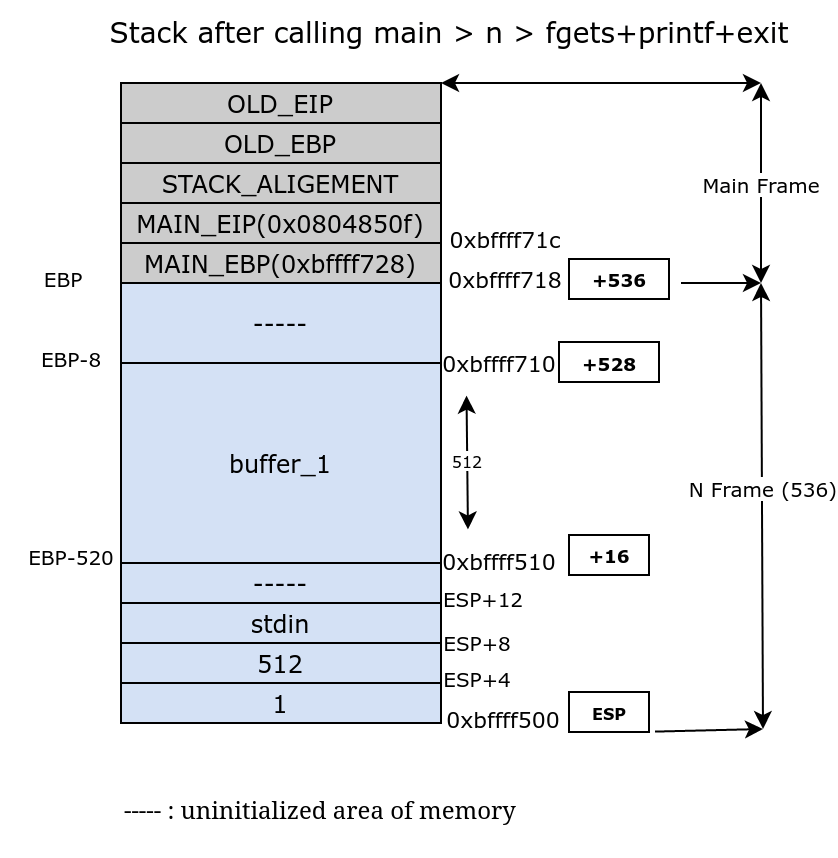 Stack after calling main > n > fgets+printf+exit
OLD_EIP
OLD_EBP
STACK_ALIGEMENT
Main Frame
MAIN_EIP(0x0804850f)
0xbffff71c
MAIN_EBP(0xbffff728)
EBP
0xbffff718
+536
-----
EBP-8
0xbffff710
+528
buffer_1
512
N Frame (536)
EBP-520
0xbffff510
+16
-----
ESP+12
stdin
ESP+8
512
ESP+4
1
0xbffff500
ESP
----- : uninitialized area of memory